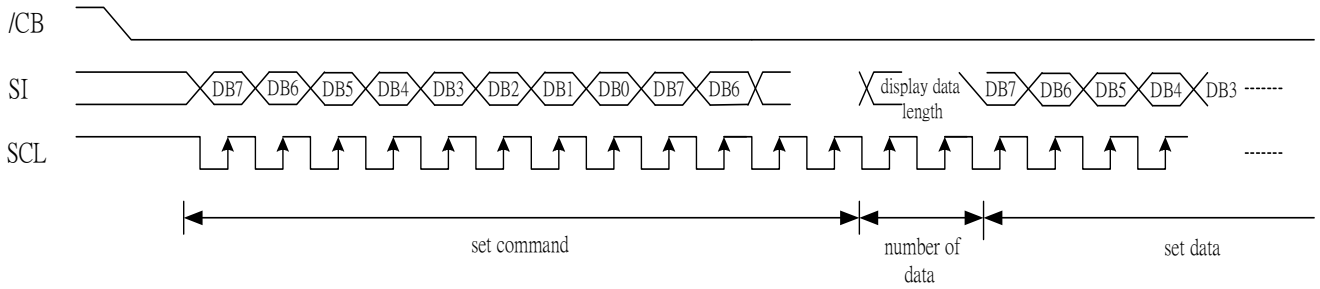 /CB
SI DB7 DB6 DB5 DB4 DB3 DB2 DB1 DB0 DB7 DB6 display data length DB7 DB6 DB5 DB4 DB3 ------
SCL ------
set command number of data set data